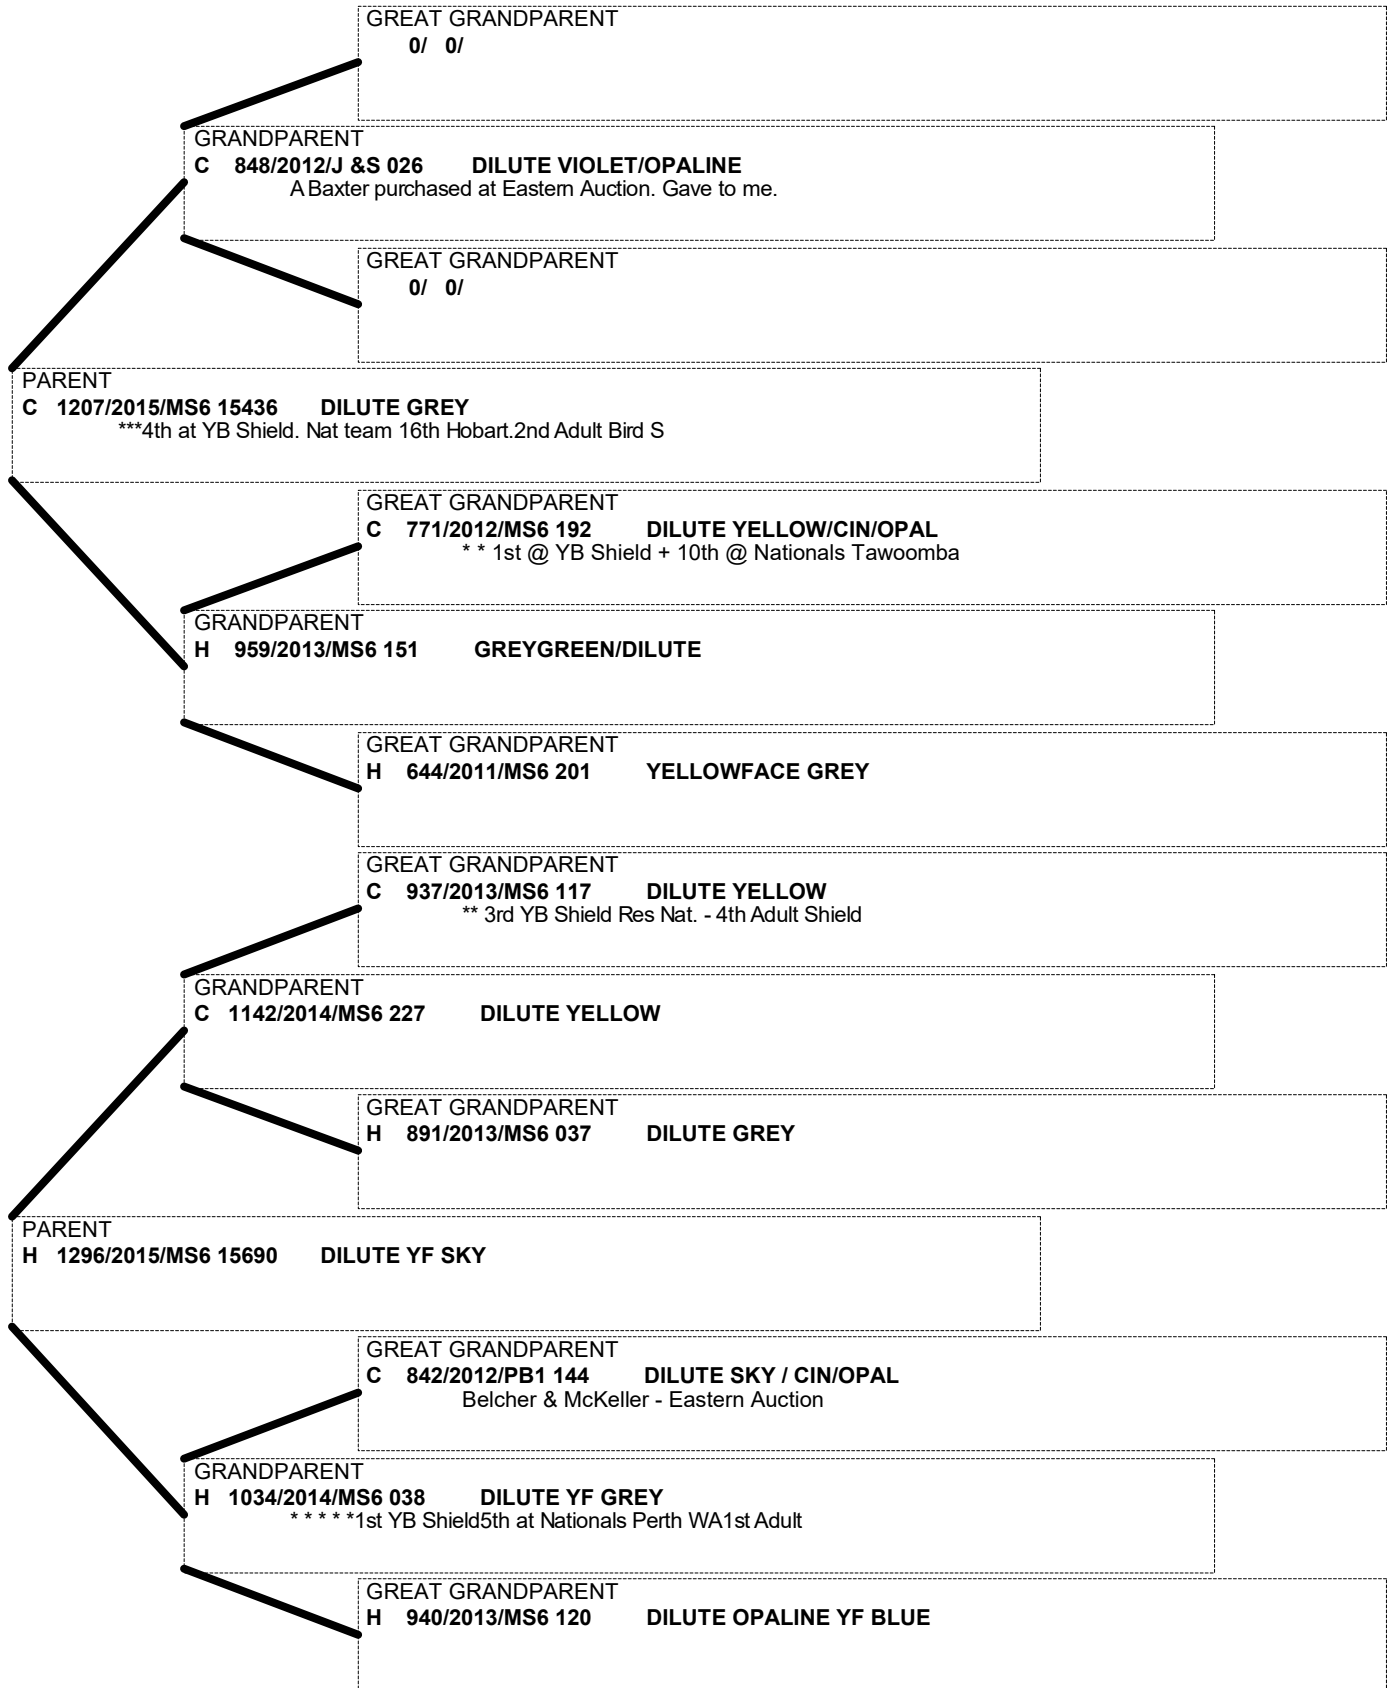 GREAT GRANDPARENT
0/ 0/
GRANDPARENT
C 848/2012/J &S 026 DILUTE VIOLET/OPALINE
A Baxter purchased at Eastern Auction. Gave to me.
GREAT GRANDPARENT
0/ 0/
PARENT
C 1207/2015/MS6 15436 DILUTE GREY
***4th at YB Shield. Nat team 16th Hobart.2nd Adult Bird S
GREAT GRANDPARENT
C 771/2012/MS6 192 DILUTE YELLOW/CIN/OPAL
* * 1st @ YB Shield + 10th @ Nationals Tawoomba
GRANDPARENT
H 959/2013/MS6 151 GREYGREEN/DILUTE
GREAT GRANDPARENT
H 644/2011/MS6 201 YELLOWFACE GREY
GREAT GRANDPARENT
C 937/2013/MS6 117 DILUTE YELLOW
** 3rd YB Shield Res Nat. - 4th Adult Shield
GRANDPARENT
C 1142/2014/MS6 227 DILUTE YELLOW
GREAT GRANDPARENT
H 891/2013/MS6 037 DILUTE GREY
PARENT
H 1296/2015/MS6 15690 DILUTE YF SKY
GREAT GRANDPARENT
C 842/2012/PB1 144 DILUTE SKY / CIN/OPAL
Belcher & McKeller - Eastern Auction
GRANDPARENT
H 1034/2014/MS6 038 DILUTE YF GREY
* * * * *1st YB Shield5th at Nationals Perth WA1st Adult
GREAT GRANDPARENT
H 940/2013/MS6 120 DILUTE OPALINE YF BLUE